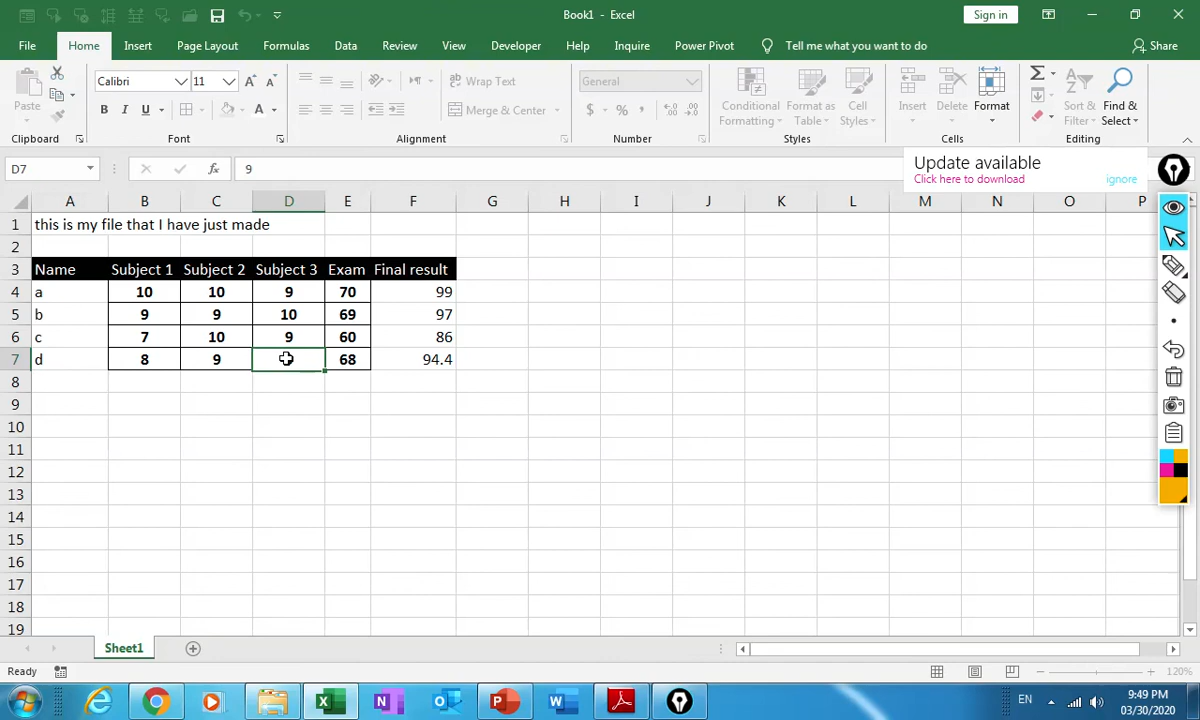 Book1 - Excel
Sign in
File Home Insert Page Layout Formulas Data Review View Developer Help Inquire Power Pivot Tell me what you want to do Share
Paste
Calibri 11
Wrap Text
General
Conditional Formatting
Format as Table
Cell Styles
Insert Delete Format
Sort & Filter
Find & Select
B I U
Merge & Center
$ % ,
Clipboard Font Alignment Number Styles Cells Editing
D7
fx
9
Update available
Click here to download ignore
A B C D E F G H I J K L M N O P
1 this is my file that I have just made
2
3 Name Subject 1 Subject 2 Subject 3 Exam Final result
4 a 10 10 9 70 99
5 b 9 9 10 69 97
6 c 7 10 9 60 86
7 d 8 9 68 94.4
8
9
10
11
12
13
14
15
16
17
18
19
Sheet1
Ready
120%
EN
9:49 PM
03/30/2020